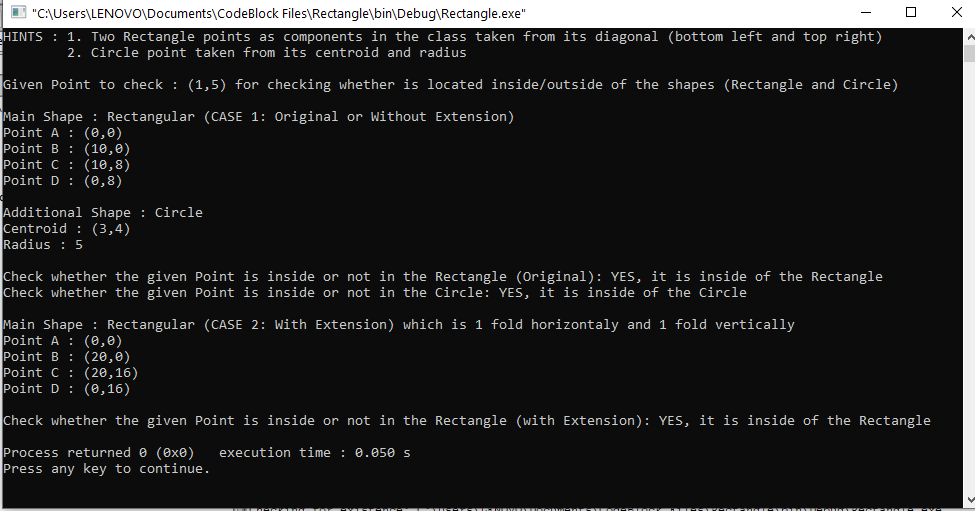 "C:\Users\LENOVO\Documents\CodeBlock Files\Rectangle\bin\Debug\Rectangle.exe"
HINTS : 1. Two Rectangle points as components in the class taken from its diagonal (bottom left and top right)
        2. Circle point taken from its centroid and radius
Given Point to check : (1,5) for checking whether is located inside/outside of the shapes (Rectangle and Circle)
Main Shape : Rectangular (CASE 1: Original or Without Extension)
Point A : (0,0)
Point B : (10,0)
Point C : (10,8)
Point D : (0,8)
Additional Shape : Circle
Centroid : (3,4)
Radius : 5
Check whether the given Point is inside or not in the Rectangle (Original): YES, it is inside of the Rectangle
Check whether the given Point is inside or not in the Circle: YES, it is inside of the Circle
Main Shape : Rectangular (CASE 2: With Extension) which is 1 fold horizontaly and 1 fold vertically
Point A : (0,0)
Point B : (20,0)
Point C : (20,16)
Point D : (0,16)
Check whether the given Point is inside or not in the Rectangle (with Extension): YES, it is inside of the Rectangle
Process returned 0 (0x0)   execution time : 0.050 s
Press any key to continue.